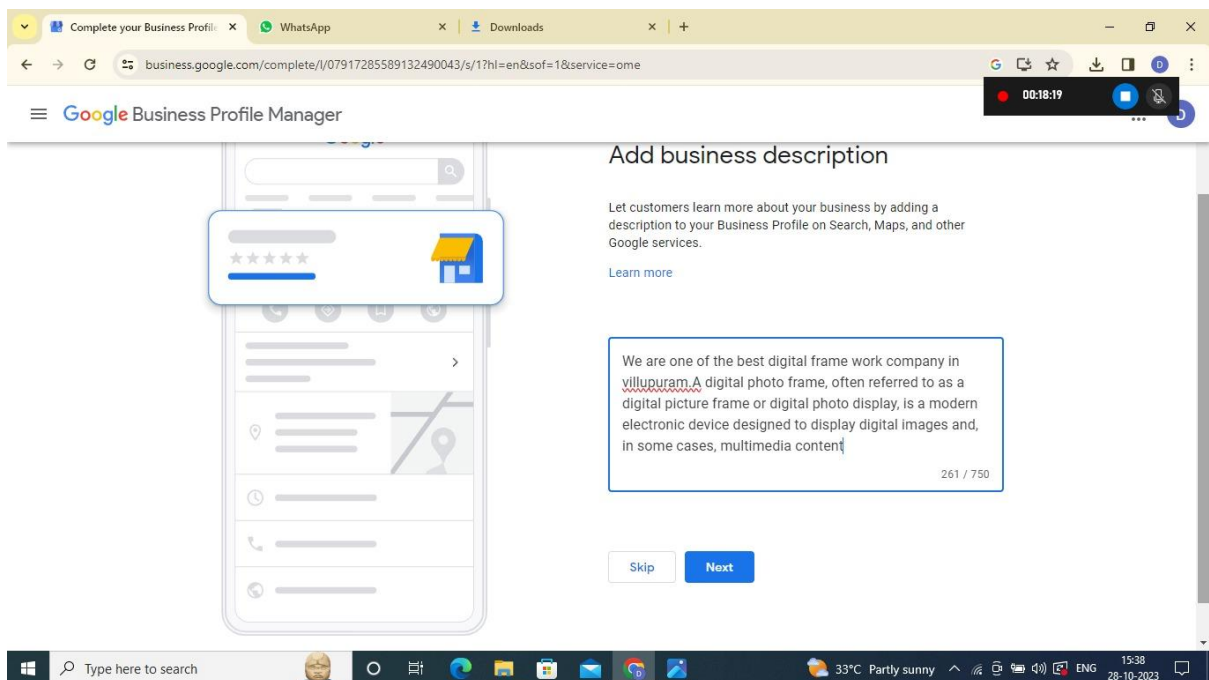 Complete your Business Profile
WhatsApp
Downloads
business.google.com/complete/l/07917285589132490043/s/1?hl=en&sof=1&service=ome
00:18:19
Google Business Profile Manager
Add business description
Let customers learn more about your business by adding a
description to your Business Profile on Search, Maps, and other
Google services.
Learn more
We are one of the best digital frame work company in
villupuram.A digital photo frame, often referred to as a
digital picture frame or digital photo display, is a modern
electronic device designed to display digital images and,
in some cases, multimedia content
261 / 750
Skip Next
Type here to search
33°C Partly sunny
ENG
15:38
28-10-2023